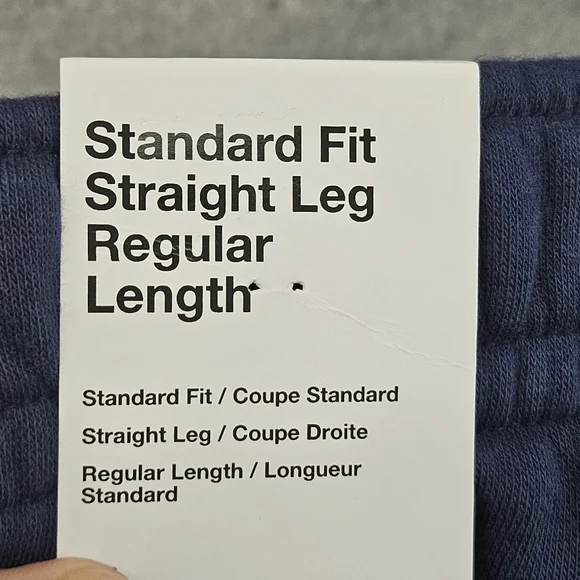 Standard Fit
Straight Leg
Regular
Length
Standard Fit / Coupe Standard
Straight Leg / Coupe Droite
Regular Length / Longueur
Standard